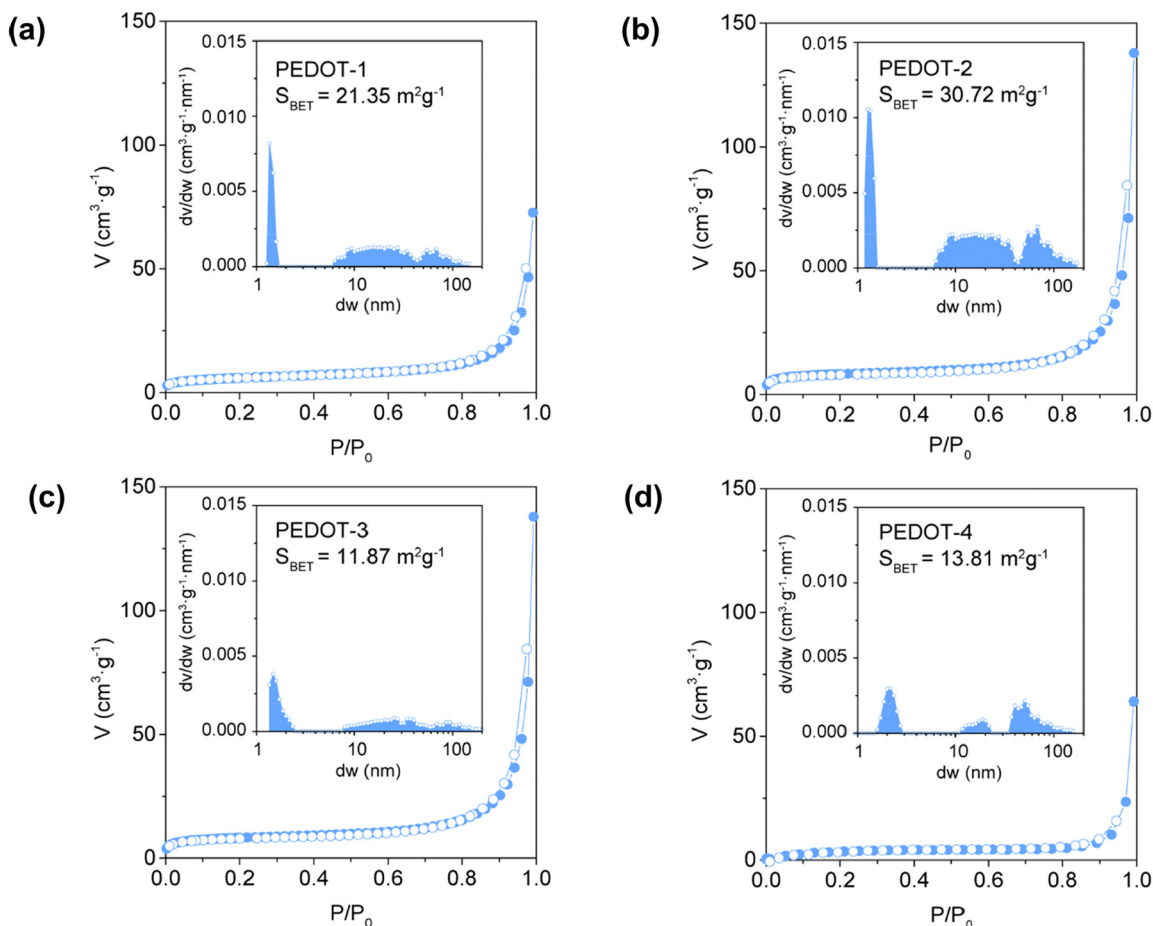 (a)
150
100
50
0
V (cm³·g⁻¹)
0.0 0.2 0.4 0.6 0.8 1.0
P/P₀
0.015
0.010
0.005
0.000
dv/dw (cm³·g⁻¹·nm⁻¹)
PEDOT-1
S_BET = 21.35 m²g⁻¹
1 10 100
dw (nm)
(b)
150
100
50
0
V (cm³·g⁻¹)
0.0 0.2 0.4 0.6 0.8 1.0
P/P₀
0.015
0.010
0.005
0.000
dv/dw (cm³·g⁻¹·nm⁻¹)
PEDOT-2
S_BET = 30.72 m²g⁻¹
1 10 100
dw (nm)
(c)
150
100
50
0
V (cm³·g⁻¹)
0.0 0.2 0.4 0.6 0.8 1.0
P/P₀
0.015
0.010
0.005
0.000
dv/dw (cm³·g⁻¹·nm⁻¹)
PEDOT-3
S_BET = 11.87 m²g⁻¹
1 10 100
dw (nm)
(d)
150
100
50
0
V (cm³·g⁻¹)
0.0 0.2 0.4 0.6 0.8 1.0
P/P₀
0.015
0.010
0.005
0.000
dv/dw (cm³·g⁻¹·nm⁻¹)
PEDOT-4
S_BET = 13.81 m²g⁻¹
1 10 100
dw (nm)